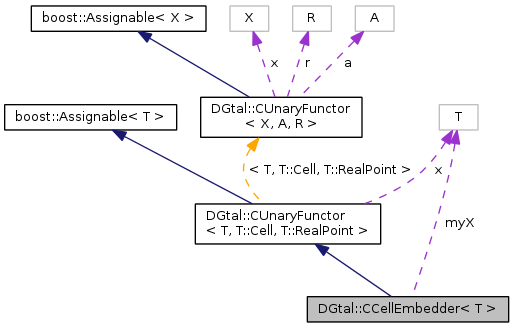 boost::Assignable< X >
X
R
A
x
r
a
DGtal::CUnaryFunctor
< X, A, R >
boost::Assignable< T >
T
< T, T::Cell, T::RealPoint >
x
DGtal::CUnaryFunctor
< T, T::Cell, T::RealPoint >
myX
DGtal::CCellEmbedder< T >